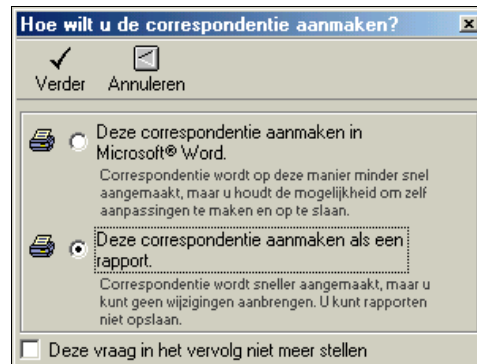 Hoe wilt u de correspondentie aanmaken?
Verder Annuleren
Deze correspondentie aanmaken in
Microsoft® Word.
Correspondentie wordt op deze manier minder snel
aangemaakt, maar u houdt de mogelijkheid om zelf
aanpassingen te maken en op te slaan.
Deze correspondentie aanmaken als een
rapport.
Correspondentie wordt sneller aangemaakt, maar u
kunt geen wijzigingen aanbrengen. U kunt rapporten
niet opslaan.
Deze vraag in het vervolg niet meer stellen